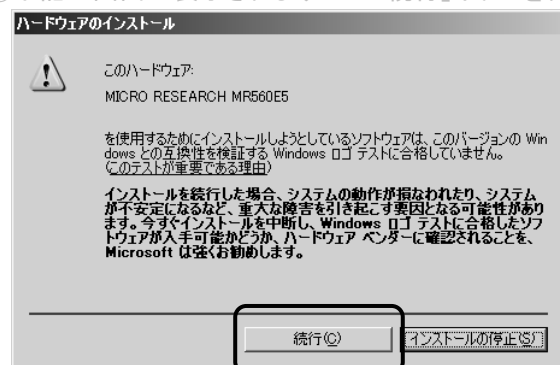 ハードウェアのインストール
このハードウェア:
MICRO RESEARCH MR560E5
を使用するためにインストールしようとしているソフトウェアは、このバージョンの Win
dows との互換性を検証する Windows ロゴ テストに合格していません。
(このテストが重要である理由)
インストールを続行した場合、システムの動作が損なわれたり、システム
が不安定になるなど、重大な障害を引き起こす要因となる可能性があり
ます。今すぐインストールを中断し、Windows ロゴ テストに合格したソフ
トウェアが入手可能かどうか、ハードウェア ベンダーに確認されることを、
Microsoft は強くお勧めします。
続行(C)
インストールの停止(S)